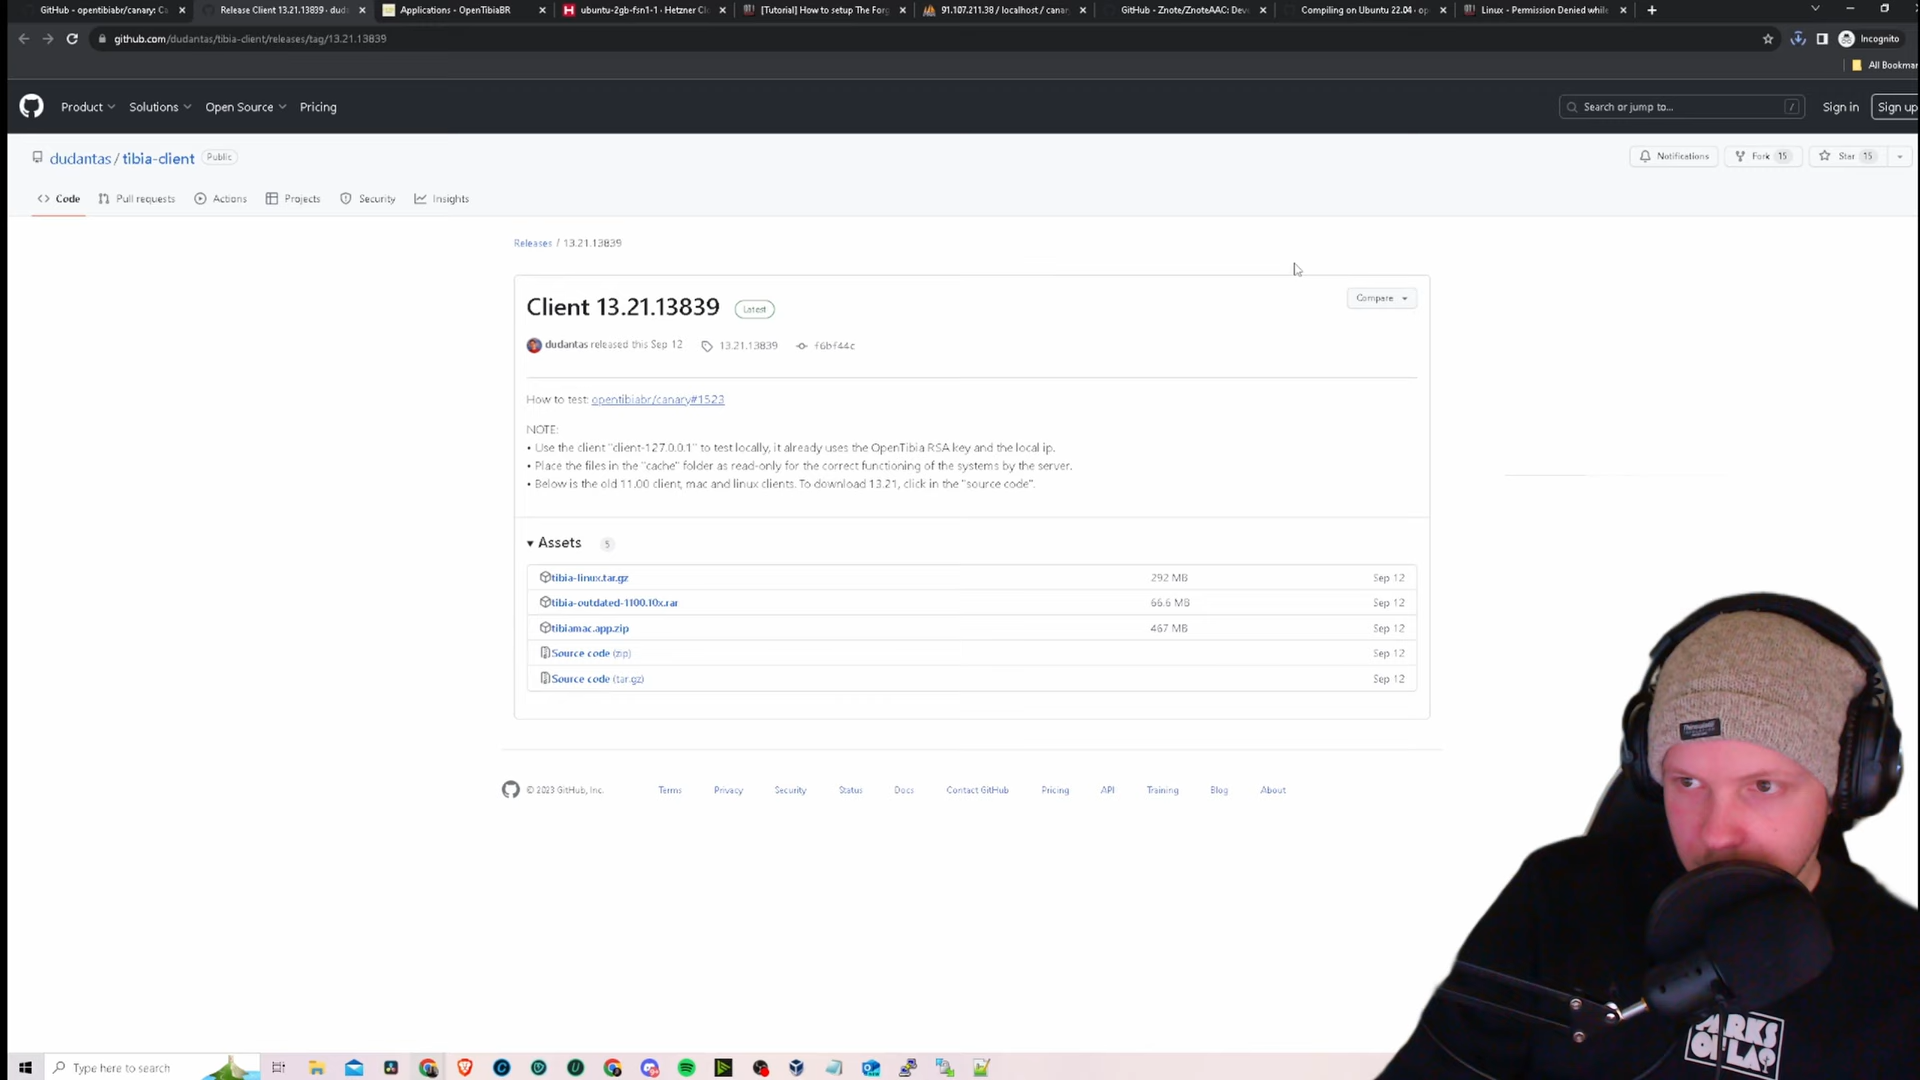 GitHub - opentibiabr/canary: Ca
Release Client 13.21.13839 · dud
Applications - OpenTibiaBR
ubuntu-2gb-fsn1-1 - Hetzner Cl
[Tutorial] How to setup The Forg
91.107.211.38 / localhost / canar
GitHub - Znote/ZnoteAAC: Dev
Compiling on Ubuntu 22.04 · op
Linux - Permission Denied while
github.com/dudantas/tibia-client/releases/tag/13.21.13839
Incognito
All Bookmar
Product
Solutions
Open Source
Pricing
Search or jump to...
/
Sign in
Sign up
dudantas / tibia-client
Public
Notifications
Fork 15
Star 15
Code
Pull requests
Actions
Projects
Security
Insights
Releases / 13.21.13839
Client 13.21.13839
Latest
Compare
dudantas released this Sep 12
13.21.13839
f6bf44c
How to test: opentibiabr/canary#1523
NOTE:
• Use the client "client-127.0.0.1" to test locally, it already uses the OpenTibia RSA key and the local ip.
• Place the files in the "cache" folder as read-only for the correct functioning of the systems by the server.
• Below is the old 11.00 client, mac and linux clients. To download 13.21, click in the "source code".
Assets 5
tibia-linux.tar.gz 292 MB Sep 12
tibia-outdated-1100.10x.rar 66.6 MB Sep 12
tibiamac.app.zip 467 MB Sep 12
Source code (zip) Sep 12
Source code (tar.gz) Sep 12
© 2023 GitHub, Inc.
Terms
Privacy
Security
Status
Docs
Contact GitHub
Pricing
API
Training
Blog
About
Type here to search